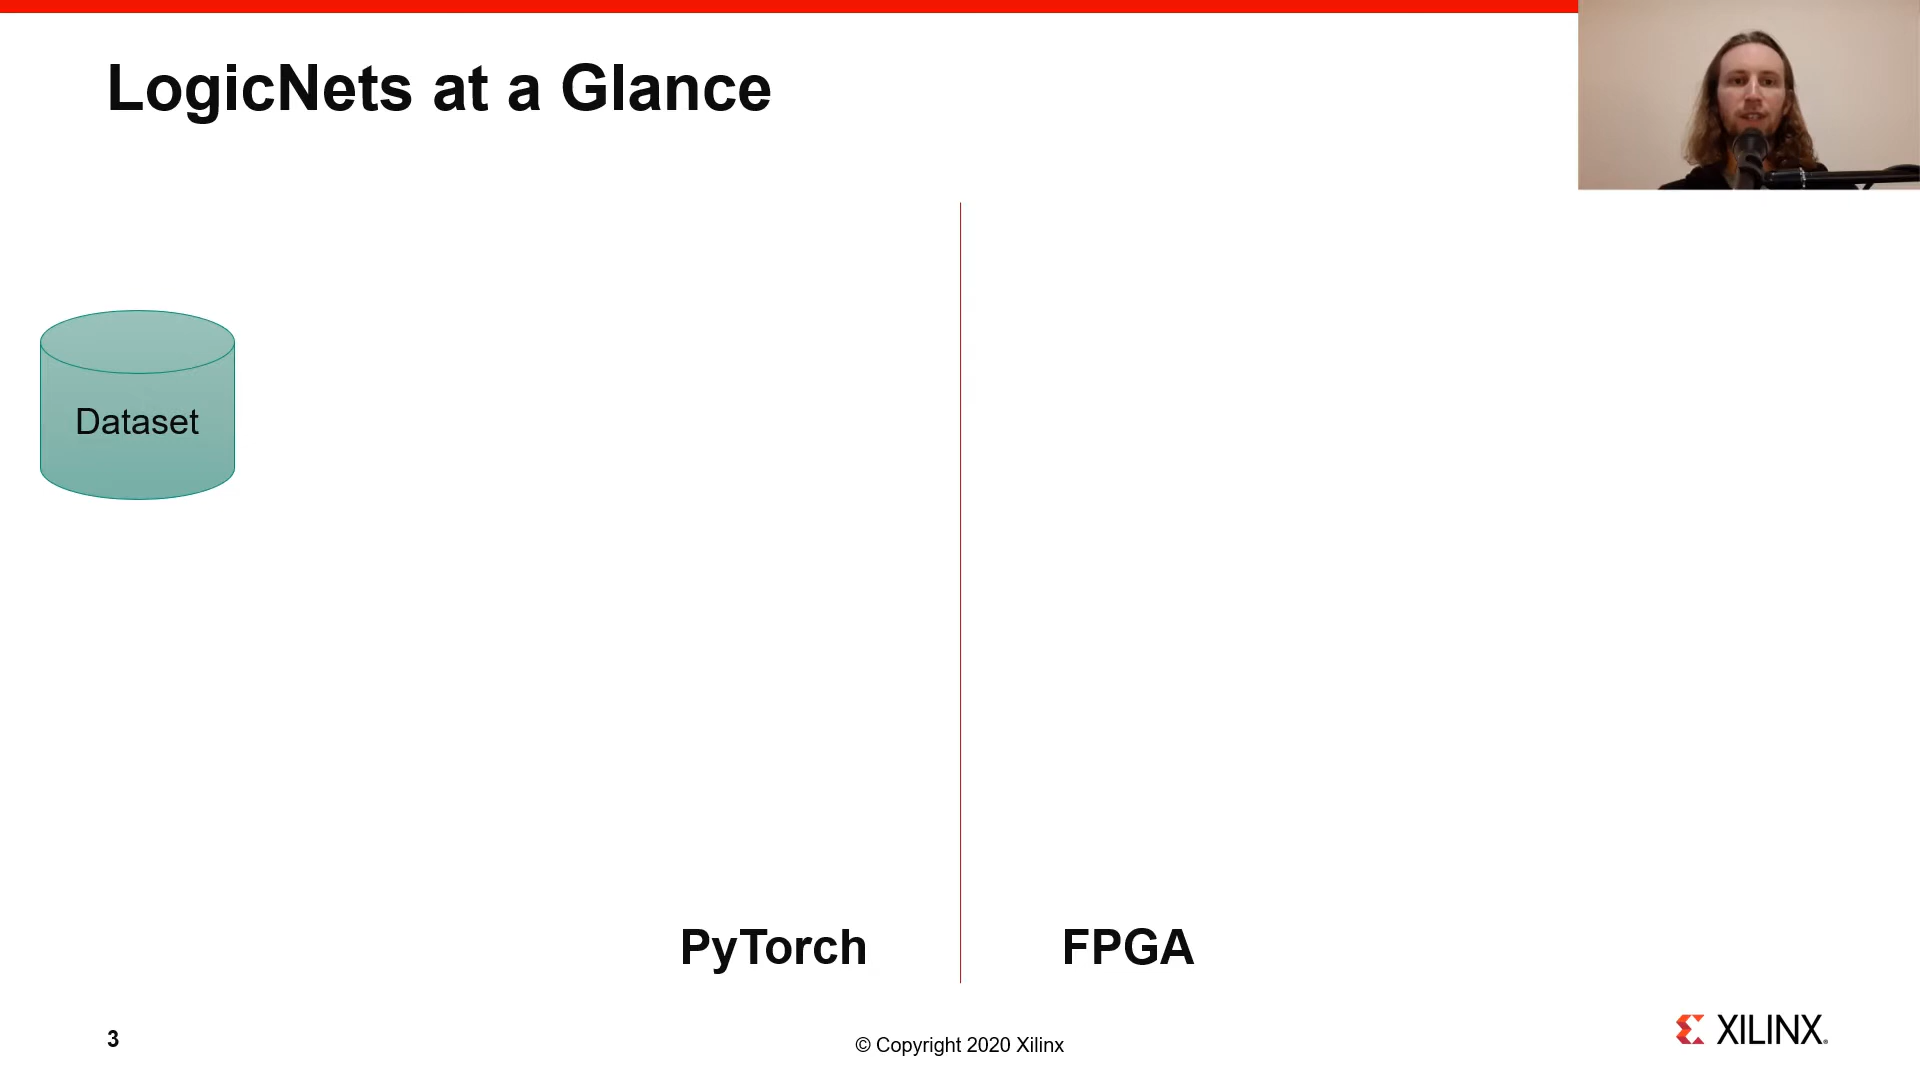 LogicNets at a Glance
Dataset
PyTorch
FPGA
3
© Copyright 2020 Xilinx
XILINX.